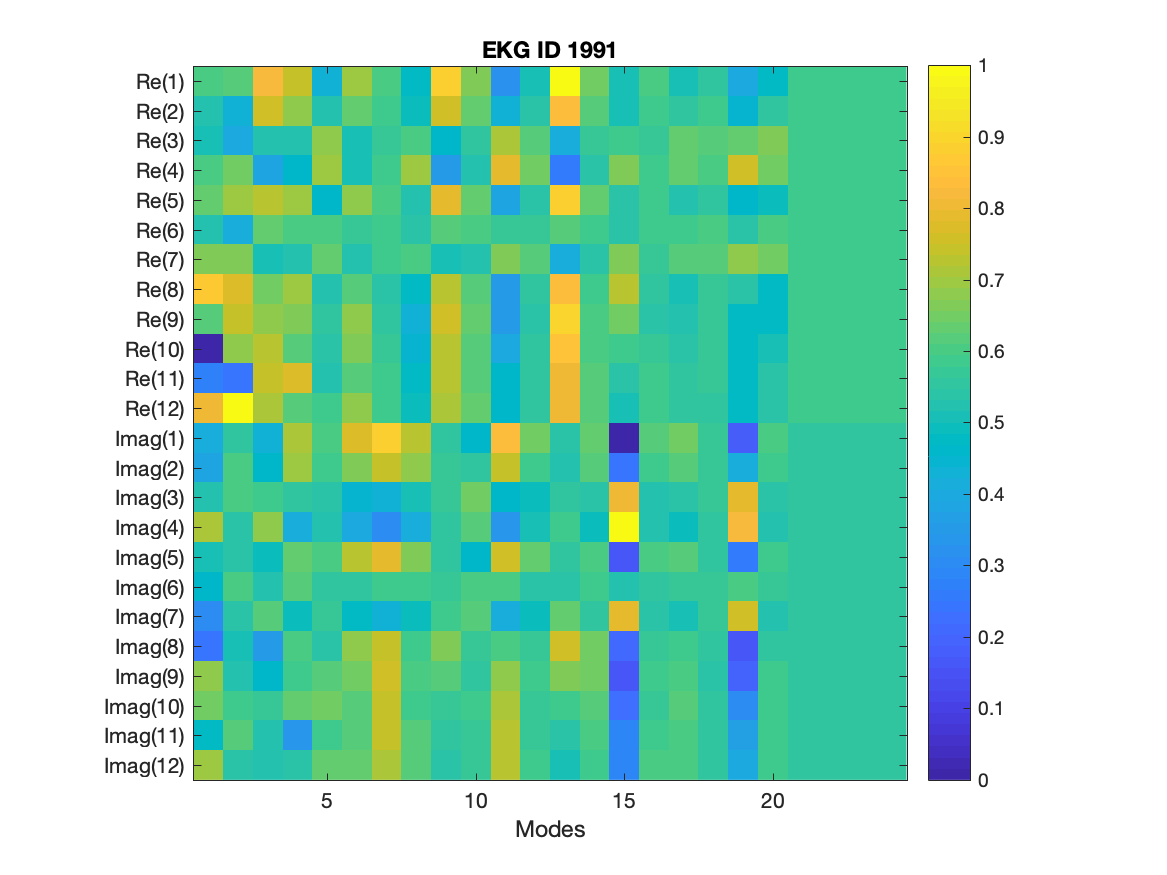 EKG ID 1991
Re(1)
Re(2)
Re(3)
Re(4)
Re(5)
Re(6)
Re(7)
Re(8)
Re(9)
Re(10)
Re(11)
Re(12)
Imag(1)
Imag(2)
Imag(3)
Imag(4)
Imag(5)
Imag(6)
Imag(7)
Imag(8)
Imag(9)
Imag(10)
Imag(11)
Imag(12)
5 10 15 20
Modes
1
0.9
0.8
0.7
0.6
0.5
0.4
0.3
0.2
0.1
0